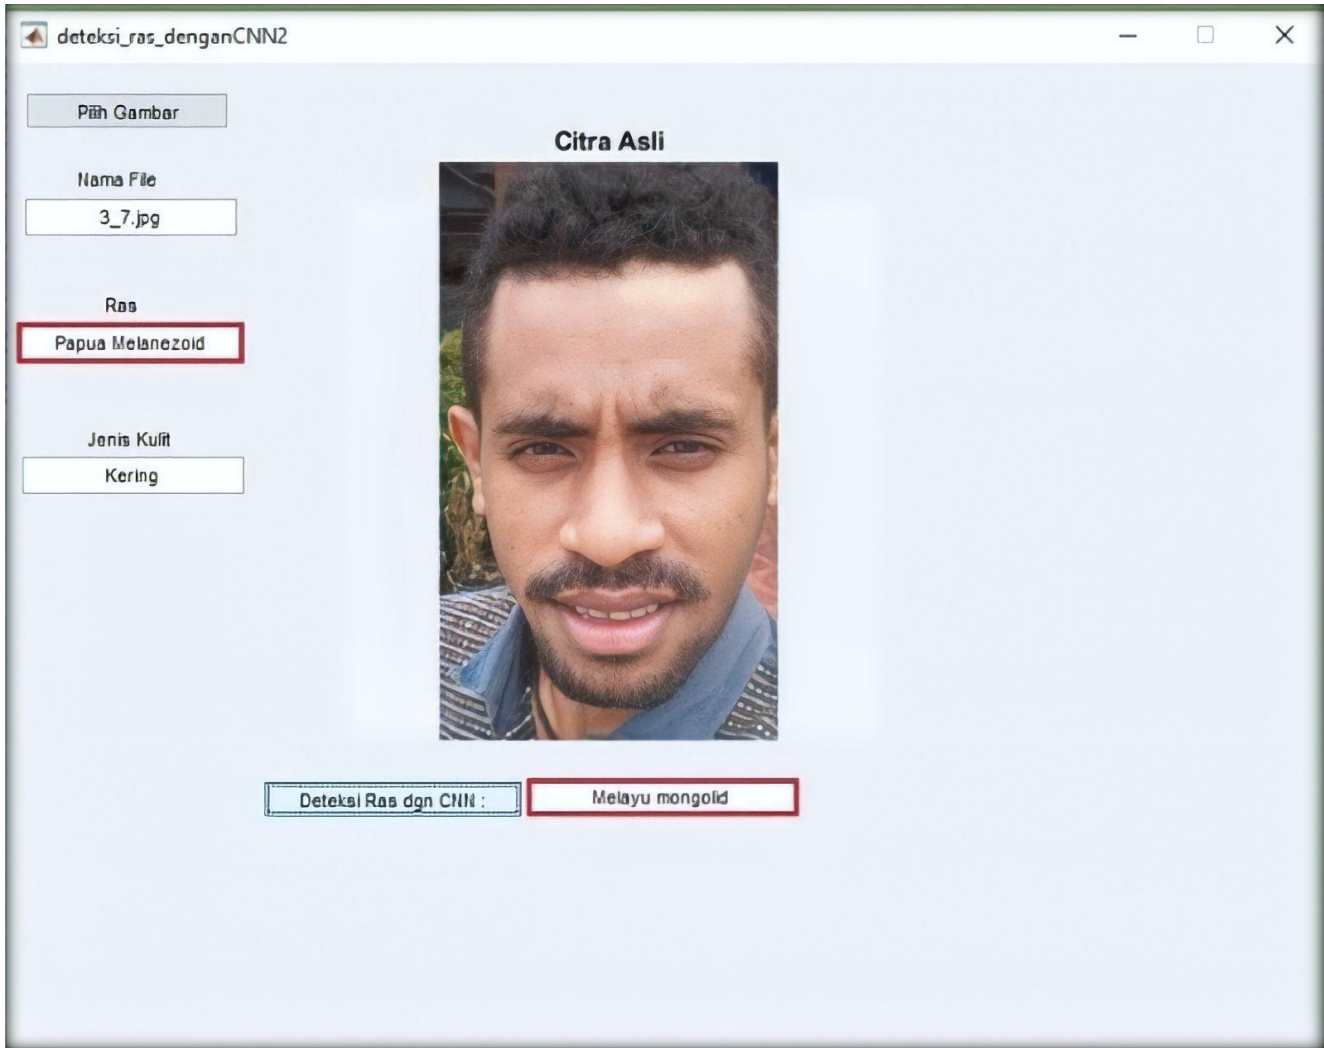 deteksi_ras_denganCNN2
Pilih Gambar
Citra Asli
Nama File
3_7.jpg
Ras
Papua Melanezoid
Jenis Kulit
Kering
Deteksi Ras dgn CNN :
Melayu mongolid